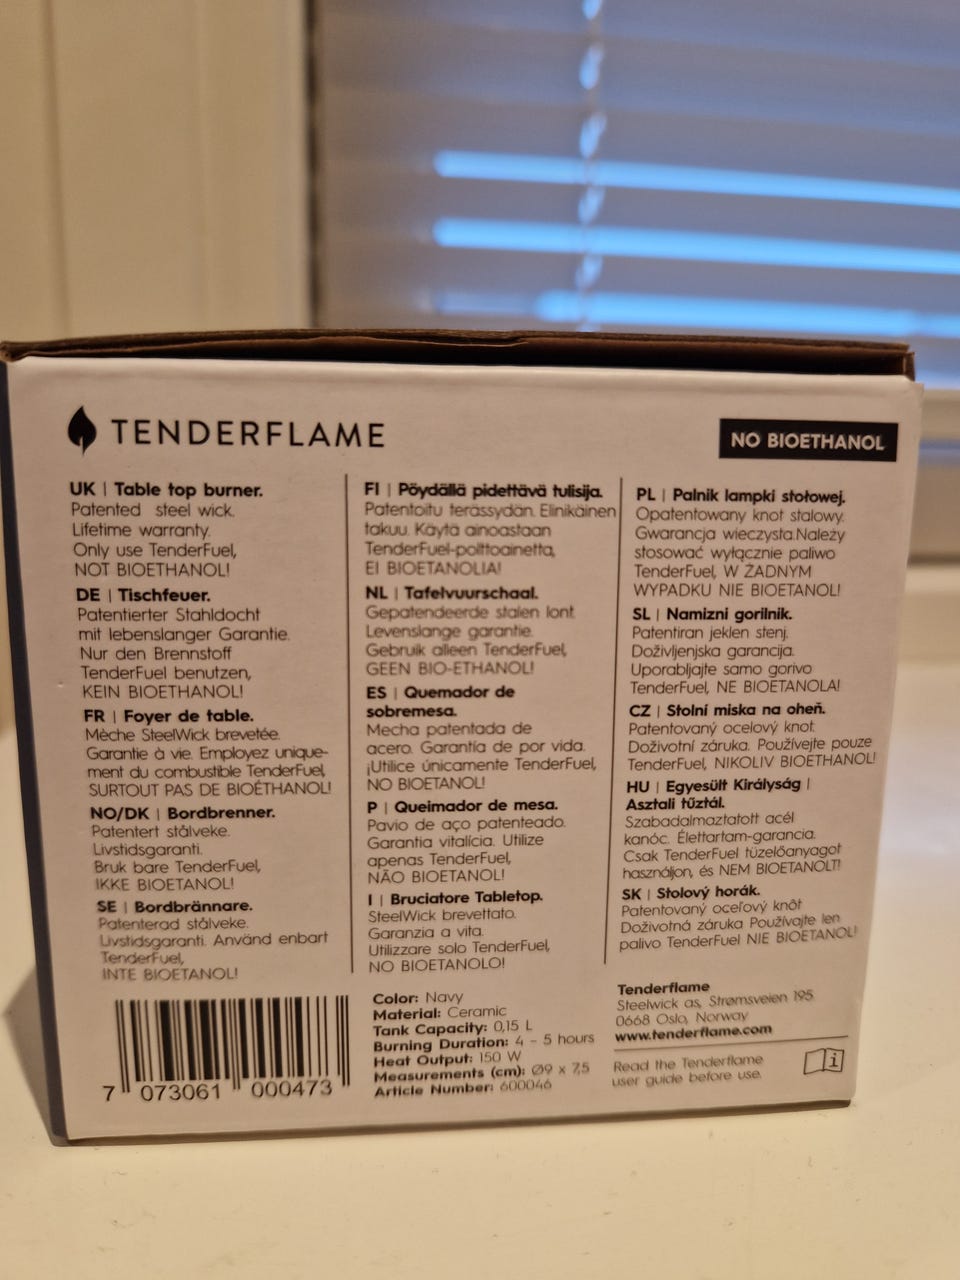 TENDERFLAME
NO BIOETHANOL
UK | Table top burner.
Patented steel wick.
Lifetime warranty.
Only use TenderFuel,
NOT BIOETHANOL!
DE | Tischfeuer.
Patentierter Stahldocht
mit lebenslanger Garantie.
Nur den Brennstoff
TenderFuel benutzen,
KEIN BIOETHANOL!
FR | Foyer de table.
Mèche SteelWick brevetée.
Garantie à vie. Employez unique-
ment du combustible TenderFuel,
SURTOUT PAS DE BIOÉTHANOL!
NO/DK | Bordbrenner.
Patentert stålveke.
Livstidsgaranti.
Bruk bare TenderFuel,
IKKE BIOETANOL!
SE | Bordbrännare.
Patenterad stålveke.
Livstidsgaranti. Använd enbart
TenderFuel,
INTE BIOETANOL!
FI | Pöydällä pidettävä tulisija.
Patentoitu terässydän. Elinikäinen
takuu. Käytä ainoastaan
TenderFuel-polttoainetta,
EI BIOETANOLIA!
NL | Tafelvuurschaal.
Gepatendeerde stalen lont.
Levenslange garantie.
Gebruik alleen TenderFuel,
GEEN BIO-ETHANOL!
ES | Quemador de
sobremesa.
Mecha patentada de
acero. Garantía de por vida.
¡Utilice únicamente TenderFuel,
NO BIOETANOL!
P | Queimador de mesa.
Pavio de aço patenteado.
Garantia vitalícia. Utilize
apenas TenderFuel,
NÃO BIOETANOL!
I | Bruciatore Tabletop.
SteelWick brevettato.
Garanzia a vita.
Utilizzare solo TenderFuel,
NO BIOETANOLO!
PL | Palnik lampki stołowej.
Opatentowany knot stalowy.
Gwarancja wieczysta.Należy
stosować wyłącznie paliwo
TenderFuel, W ŻADNYM
WYPADKU NIE BIOETANOL!
SL | Namizni gorilnik.
Patentiran jeklen stenj.
Doživljenjska garancija.
Uporabljajte samo gorivo
TenderFuel, NE BIOETANOLA!
CZ | Stolní miska na oheň.
Patentovaný ocelový knot.
Doživotní záruka. Používejte pouze
TenderFuel, NIKOLIV BIOETHANOL!
HU | Egyesült Királyság |
Asztali tűztál.
Szabadalmaztatott acél
kanóc. Élettartam-garancia.
Csak TenderFuel tüzelőanyagot
használjon, és NEM BIOETANOLT!
SK | Stolový horák.
Patentovaný oceľový knôt
Doživotná záruka Používajte len
palivo TenderFuel NIE BIOETANOL!
7 073061 000473
Color: Navy
Material: Ceramic
Tank Capacity: 0,15 L
Burning Duration: 4 - 5 hours
Heat Output: 150 W
Measurements (cm): Ø9 x 7,5
Article Number: 600046
Tenderflame
Steelwick as, Strømsveien 195
0668 Oslo, Norway
www.tenderflame.com
Read the Tenderflame
user guide before use.